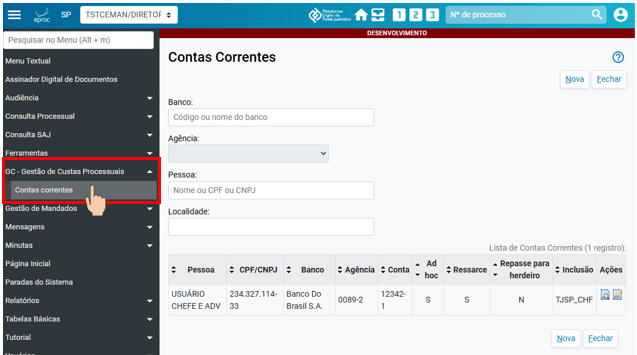 eproc
SP
TSTCEMAN/DIRETOR
Plataforma Digital do Poder Judiciário
1 2 3
Nº de processo
DESENVOLVIMENTO
Pesquisar no Menu (Alt + m)
Menu Textual
Assinador Digital de Documentos
Audiência
Consulta Processual
Consulta SAJ
Ferramentas
GC - Gestão de Custas Processuais
Contas correntes
Gestão de Mandados
Mensagens
Minutas
Página Inicial
Paradas do Sistema
Relatórios
Tabelas Básicas
Tutorial
Usuários
Contas Correntes
?
Nova Fechar
Banco:
Código ou nome do banco
Agência:
Pessoa:
Nome ou CPF ou CNPJ
Localidade:
Lista de Contas Correntes (1 registro):
Pessoa CPF/CNPJ Banco Agência Conta Ad hoc Ressarce Repasse para herdeiro Inclusão Ações
USUÁRIO CHEFE E ADV 234.327.114-33 Banco Do Brasil S.A. 0089-2 12342-1 S S N TJSP_CHF
Nova Fechar